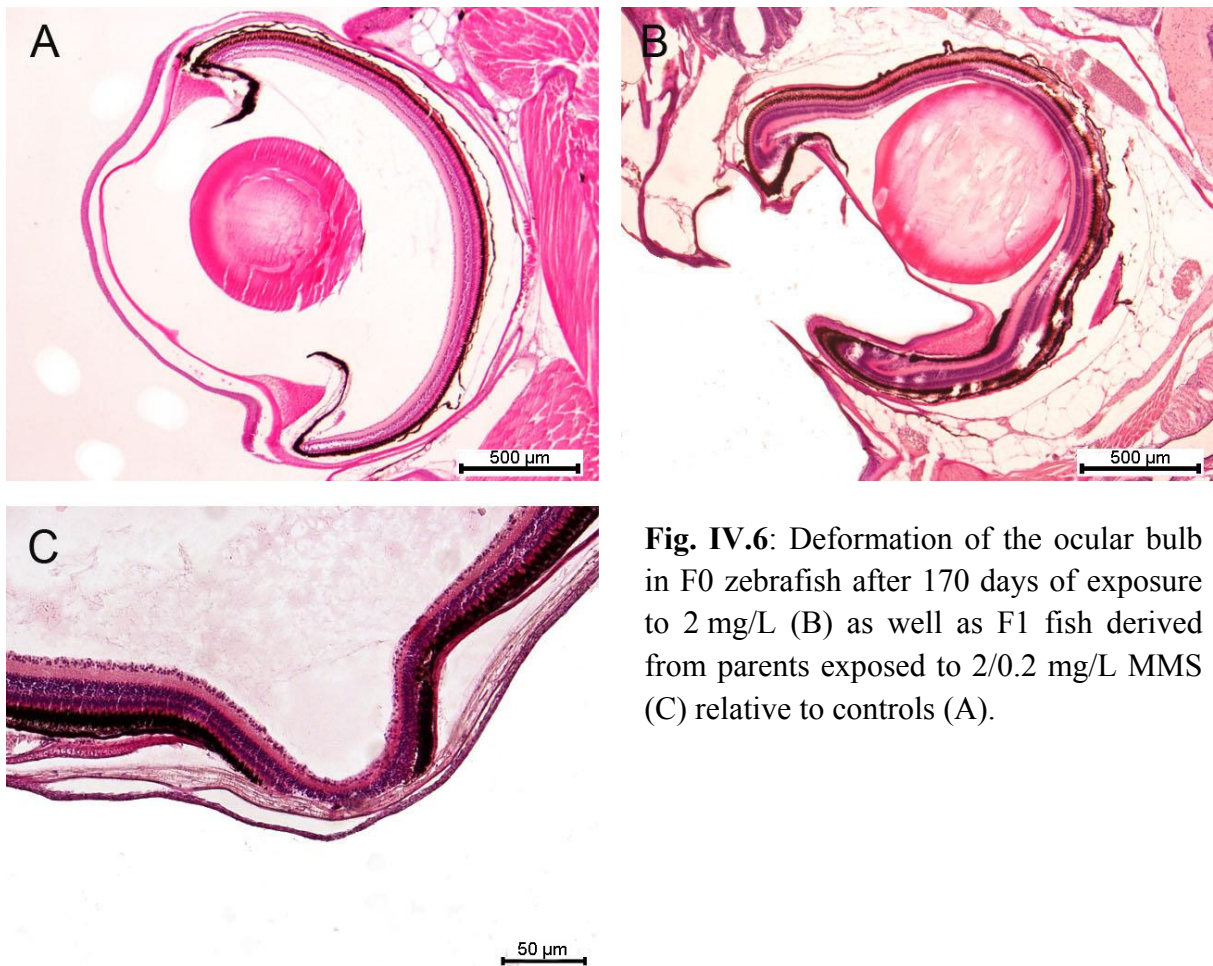 A
500 µm
B
500 µm
C
50 µm
Fig. IV.6: Deformation of the ocular bulb
in F0 zebrafish after 170 days of exposure
to 2 mg/L (B) as well as F1 fish derived
from parents exposed to 2/0.2 mg/L MMS
(C) relative to controls (A).